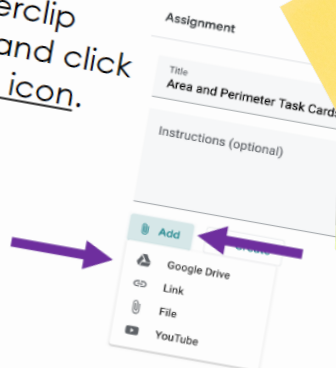 erclip
and click
icon.
Assignment
Title
Area and Perimeter Task Cards
Instructions (optional)
Add
Google Drive
Link
File
YouTube